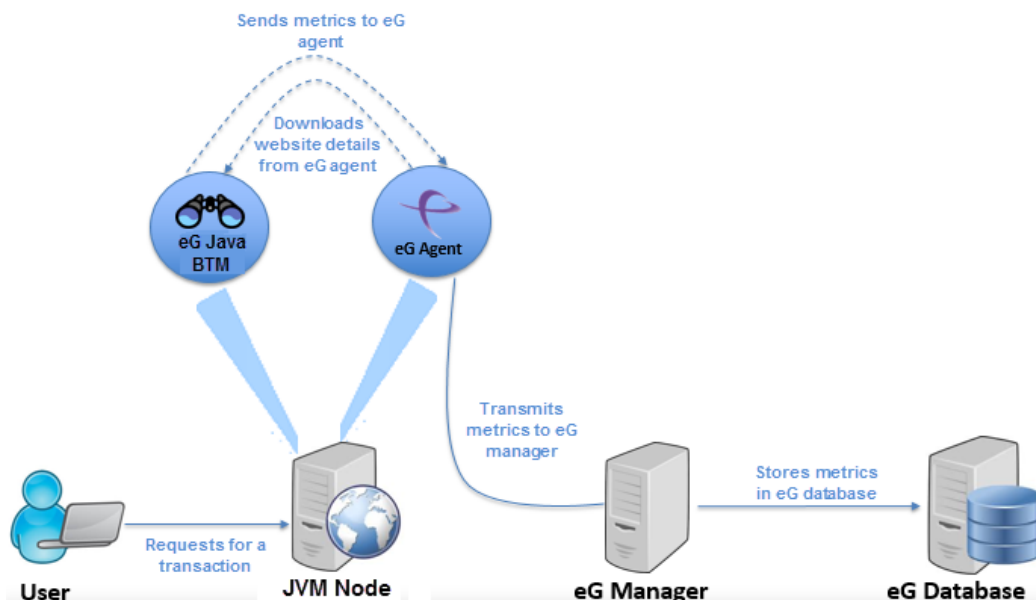 Sends metrics to eG
agent
Downloads
website details
from eG agent
eG Java
BTM
eG Agent
Transmits
metrics to eG
manager
Stores metrics
in eG database
Requests for a
transaction
User
JVM Node
eG Manager
eG Database